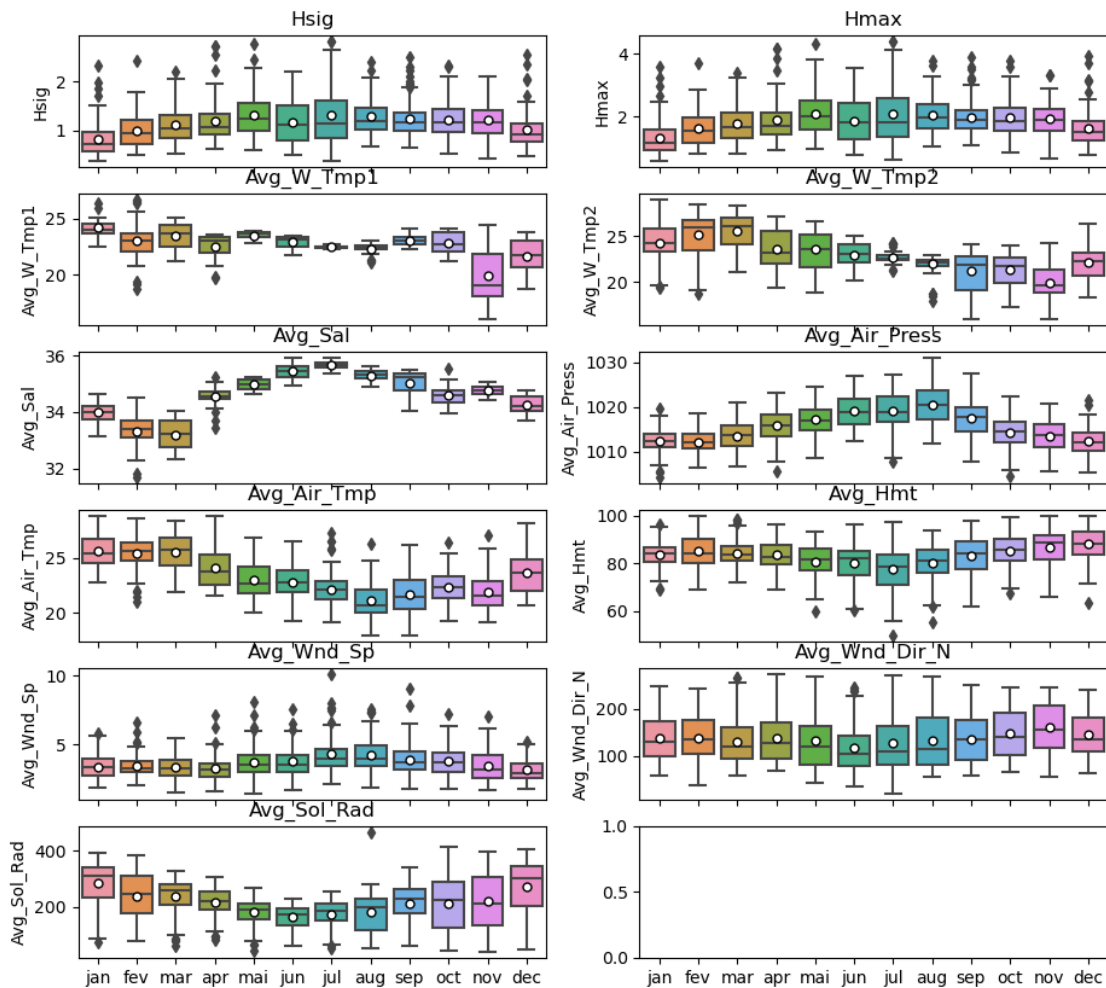 Hsig
Hmax
Hsig
2
1
Hmax
4
2
Avg_W_Tmp1
Avg_W_Tmp2
Avg_W_Tmp1
25
20
Avg_W_Tmp2
25
20
Avg_Sal
Avg_Air_Press
Avg_Sal
36
34
32
Avg_Air_Press
1030
1020
1010
Avg_Air_Tmp
Avg_Hmt
Avg_Air_Tmp
25
20
Avg_Hmt
100
80
60
Avg_Wnd_Sp
Avg_Wnd_Dir_N
Avg_Wnd_Sp
10
5
Avg_Wnd_Dir_N
200
100
Avg_Sol_Rad
Avg_Sol_Rad
400
200
1.0
0.5
0.0
jan fev mar apr mai jun jul aug sep oct nov dec
jan fev mar apr mai jun jul aug sep oct nov dec